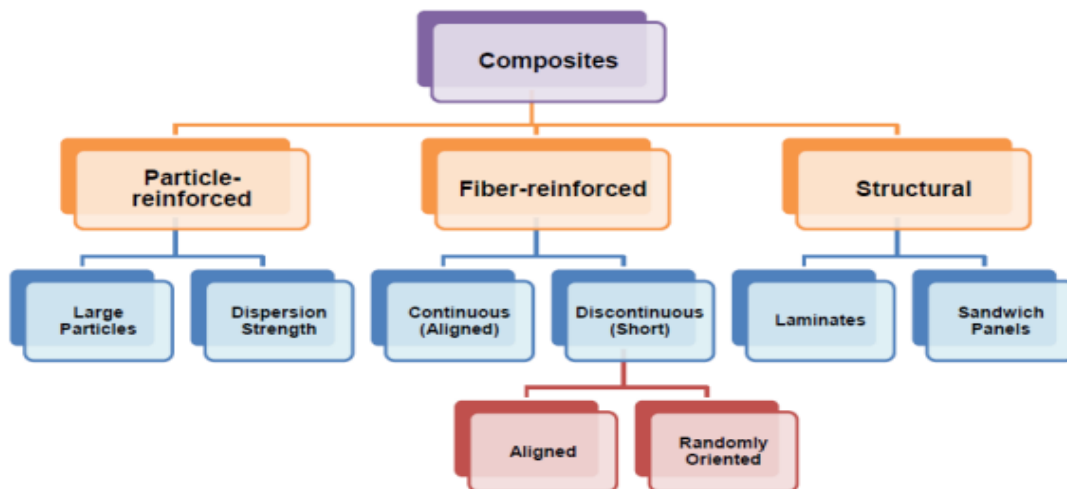 Composites
Particle-
reinforced
Fiber-reinforced
Structural
Large
Particles
Dispersion
Strength
Continuous
(Aligned)
Discontinuous
(Short)
Laminates
Sandwich
Panels
Aligned
Randomly
Oriented